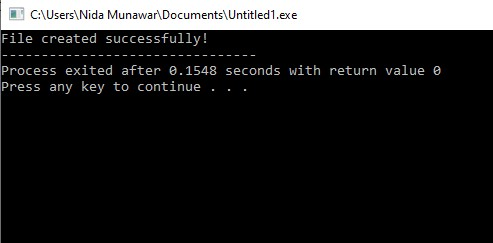 C:\Users\Nida Munawar\Documents\Untitled1.exe
File created successfully!
--------------------------------
Process exited after 0.1548 seconds with return value 0
Press any key to continue . . .